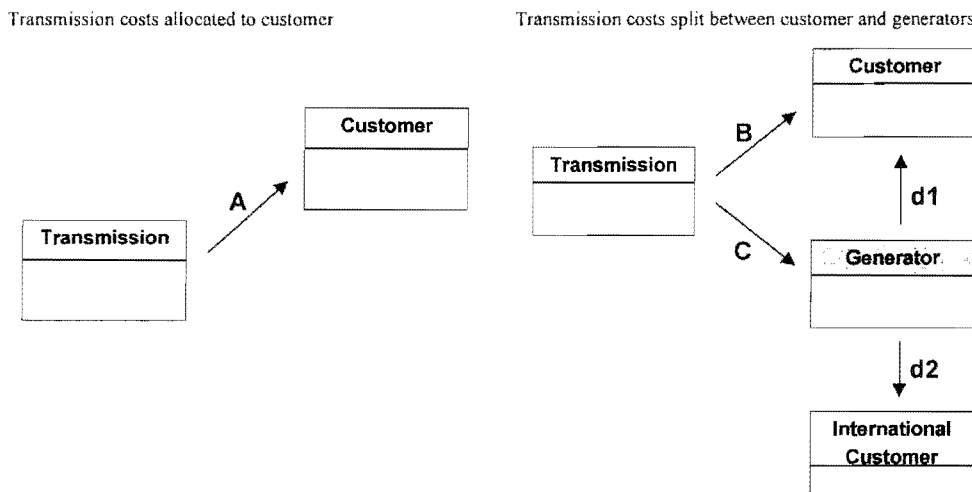 Transmission costs allocated to customer
Transmission
A
Customer
Transmission costs split between customer and generators
Transmission
B
C
Customer
d1
Generator
d2
International
Customer